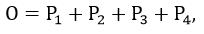 O = P₁ + P₂ + P₃ + P₄,